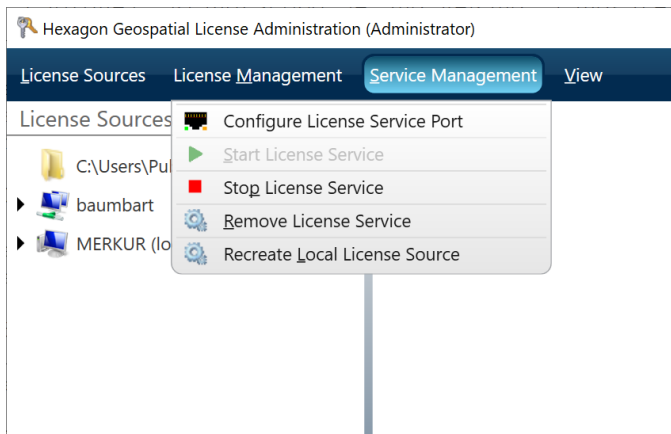 Hexagon Geospatial License Administration (Administrator)
License Sources License Management Service Management View
License Sources
Configure License Service Port
Start License Service
C:\Users\Pul
Stop License Service
baumbart
Remove License Service
MERKUR (lo
Recreate Local License Source